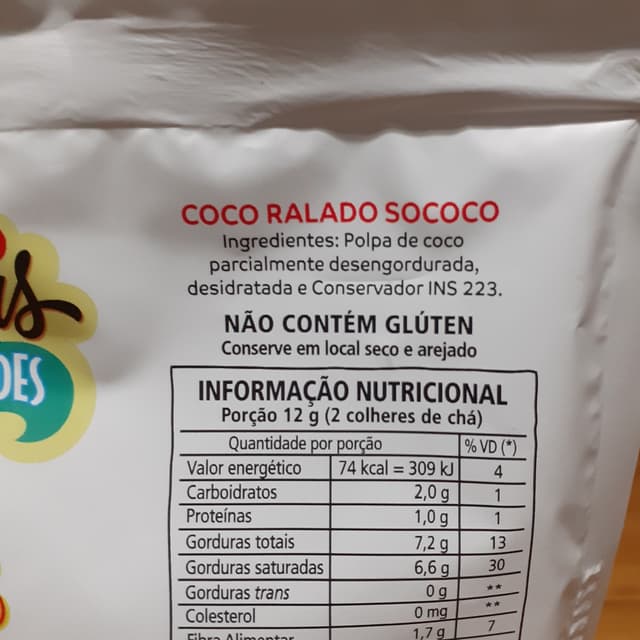 COCO RALADO SOCOCO
Ingredientes: Polpa de coco
parcialmente desengordurada,
desidratada e Conservador INS 223.
NÃO CONTÉM GLÚTEN
Conserve em local seco e arejado
INFORMAÇÃO NUTRICIONAL
Porção 12 g (2 colheres de chá)
Quantidade por porção % VD (*)
Valor energético 74 kcal = 309 kJ 4
Carboidratos 2,0 g 1
Proteínas 1,0 g 1
Gorduras totais 7,2 g 13
Gorduras saturadas 6,6 g 30
Gorduras trans 0 g **
Colesterol 0 mg **
Fibra Alimentar 1,7 g 7